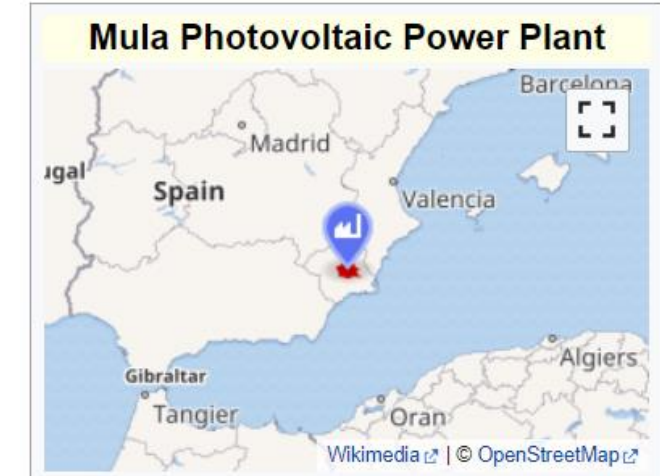 Mula Photovoltaic Power Plant
Barcelona
Madrid
ugal
Spain
Valencia
Gibraltar
Algiers
Tangier
Oran
Wikimedia | © OpenStreetMap